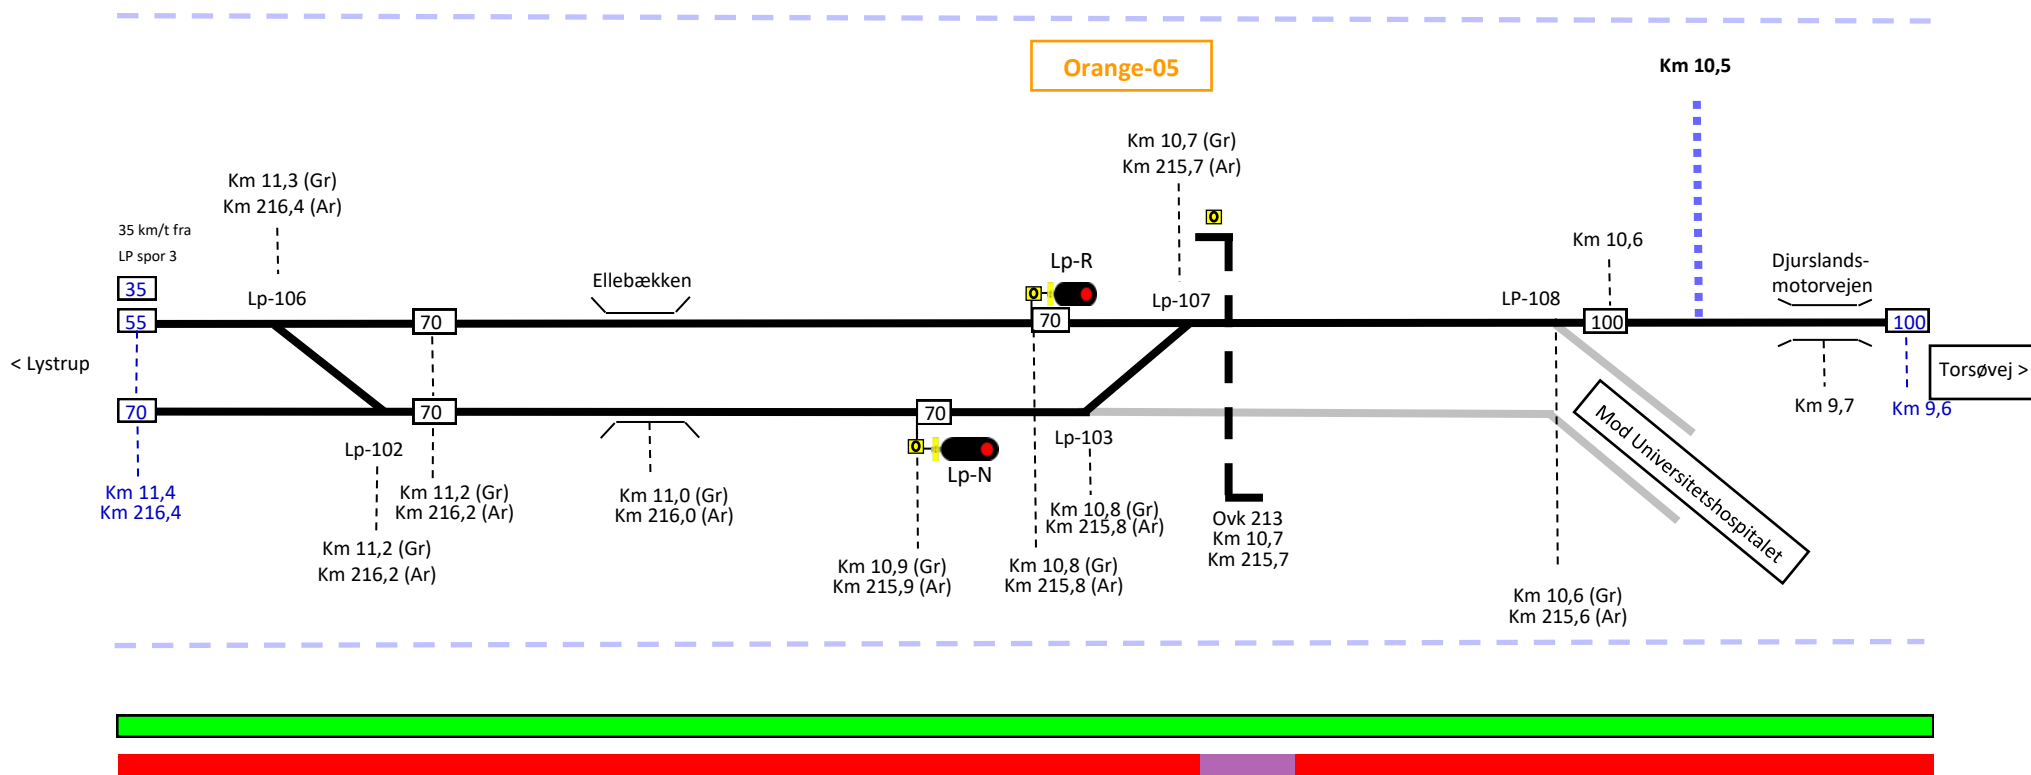 Orange-05
Km 10,5
Km 10,7 (Gr)
Km 215,7 (Ar)
Km 11,3 (Gr)
Km 216,4 (Ar)
35 km/t fra
LP spor 3
Km 10,6
Lp-R
Ellebækken
Djurslands-
motorvejen
35
Lp-106
Lp-107
LP-108
55
70
70
100
100
< Lystrup
Torsøvej >
70
70
70
Km 9,7
Km 9,6
Lp-102
Lp-103
Mod Universitetshospitalet
Lp-N
Km 11,4
Km 216,4
Km 11,2 (Gr)
Km 216,2 (Ar)
Km 11,0 (Gr)
Km 216,0 (Ar)
Km 10,8 (Gr)
Km 215,8 (Ar)
Ovk 213
Km 10,7
Km 215,7
Km 11,2 (Gr)
Km 216,2 (Ar)
Km 10,9 (Gr)
Km 215,9 (Ar)
Km 10,8 (Gr)
Km 215,8 (Ar)
Km 10,6 (Gr)
Km 215,6 (Ar)